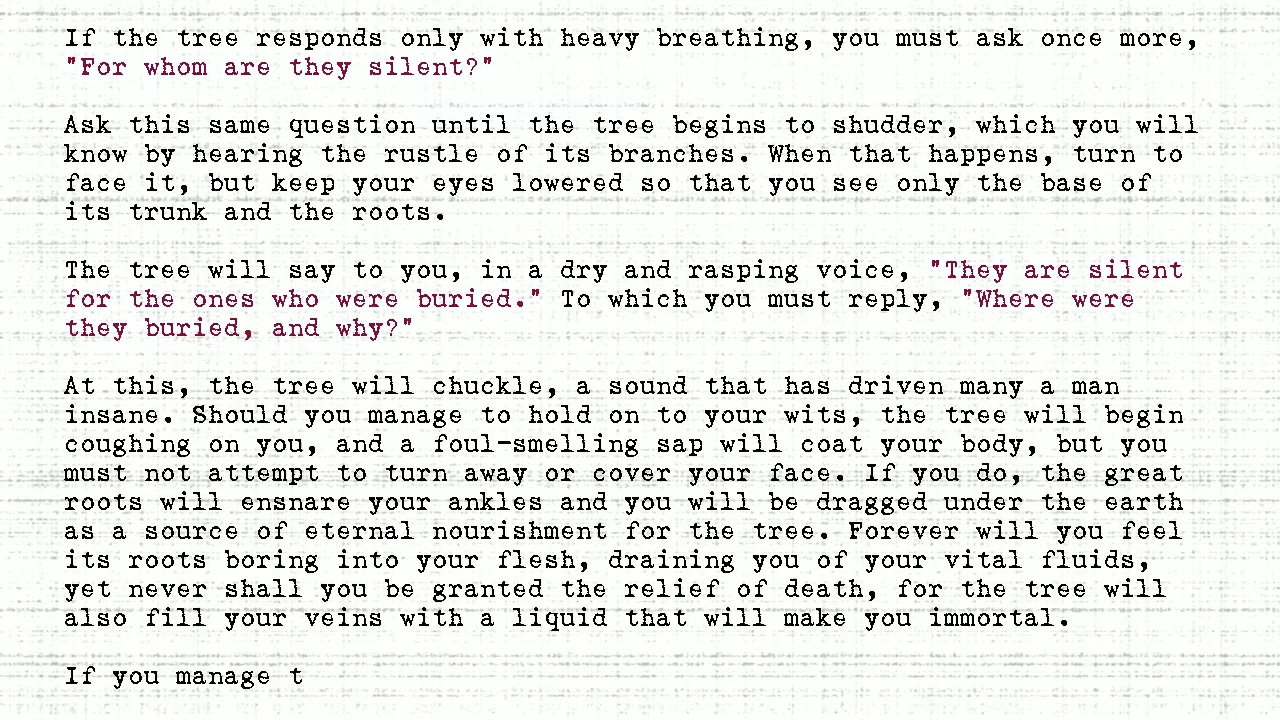 If the tree responds only with heavy breathing, you must ask once more,
"For whom are they silent?"
Ask this same question until the tree begins to shudder, which you will
know by hearing the rustle of its branches. When that happens, turn to
face it, but keep your eyes lowered so that you see only the base of
its trunk and the roots.
The tree will say to you, in a dry and rasping voice, "They are silent
for the ones who were buried." To which you must reply, "Where were
they buried, and why?"
At this, the tree will chuckle, a sound that has driven many a man
insane. Should you manage to hold on to your wits, the tree will begin
coughing on you, and a foul-smelling sap will coat your body, but you
must not attempt to turn away or cover your face. If you do, the great
roots will ensnare your ankles and you will be dragged under the earth
as a source of eternal nourishment for the tree. Forever will you feel
its roots boring into your flesh, draining you of your vital fluids,
yet never shall you be granted the relief of death, for the tree will
also fill your veins with a liquid that will make you immortal.
If you manage t